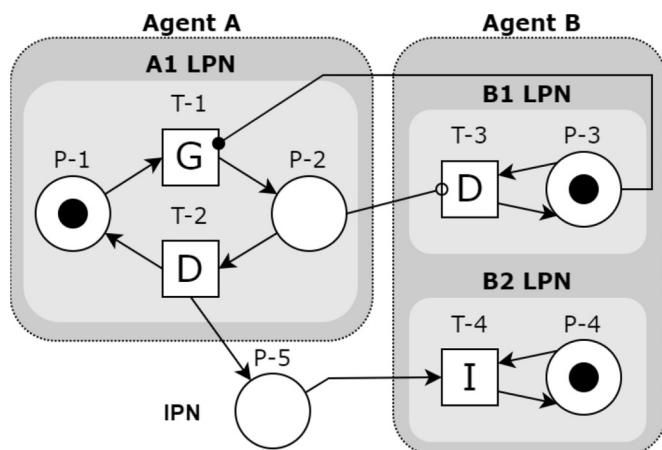 Agent A
Agent B
A1 LPN
B1 LPN
T-1
G
P-1
P-2
T-2
D
T-3
D
P-3
B2 LPN
T-4
I
P-4
P-5
IPN